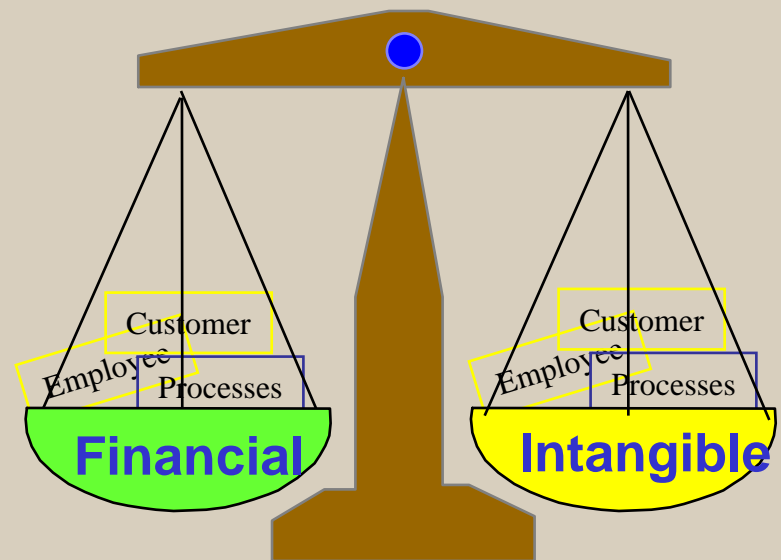 Customer
Employee
Processes
Financial
Customer
Employee
Processes
Intangible